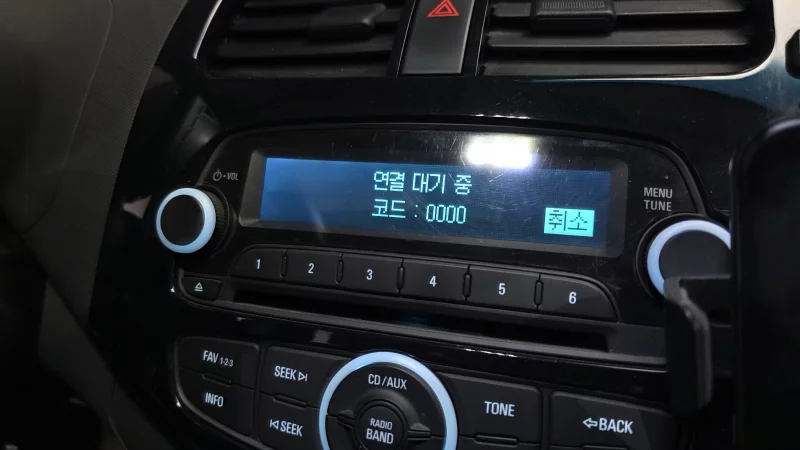 연결 대기 중
코드 : 0000
취소
-VOL
MENU
TUNE
1
2
3
4
5
6
FAV 1-2-3
SEEK
CD/AUX
INFO
SEEK
RADIO
BAND
TONE
BACK